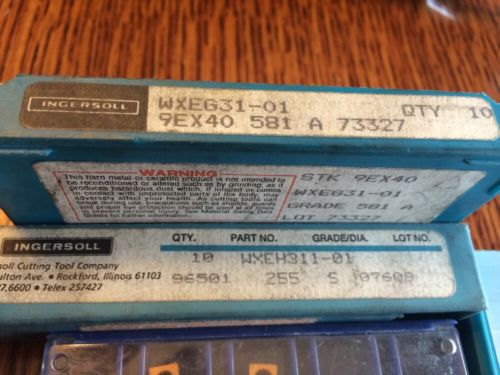 INGERSOLL
WXEG31-01 QTY 10
9EX40 581 A 73327
WARNING
This hard metal or ceramic product is not intended to
be reconditioned or altered such as by grinding, as it
produces hazardous dust which, if inhaled or comes
in contact with unprotected parts of the body, may
adversely affect your health. As cutting tools can
break during use, precautions such as shields, guards
and proper eye protection should be used at all times
to prevent personal injury. See Material Safety Data
Sheets for further information.
STK 9EX40
WXEG31-01
GRADE 581
LOT 73327
INGERSOLL
soll Cutting Tool Company
ulton Ave. • Rockford, Illinois 61103
87.6600 • Telex 257427
QTY. PART NO. GRADE/DIA. LOT NO.
10 WXEH311-01
96501 255 S 07608